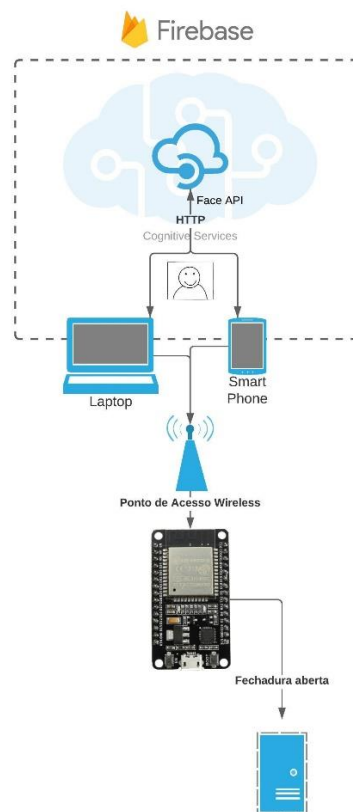 Firebase
Face API
HTTP
Cognitive Services
Laptop
Smart
Phone
Ponto de Acesso Wireless
Fechadura aberta